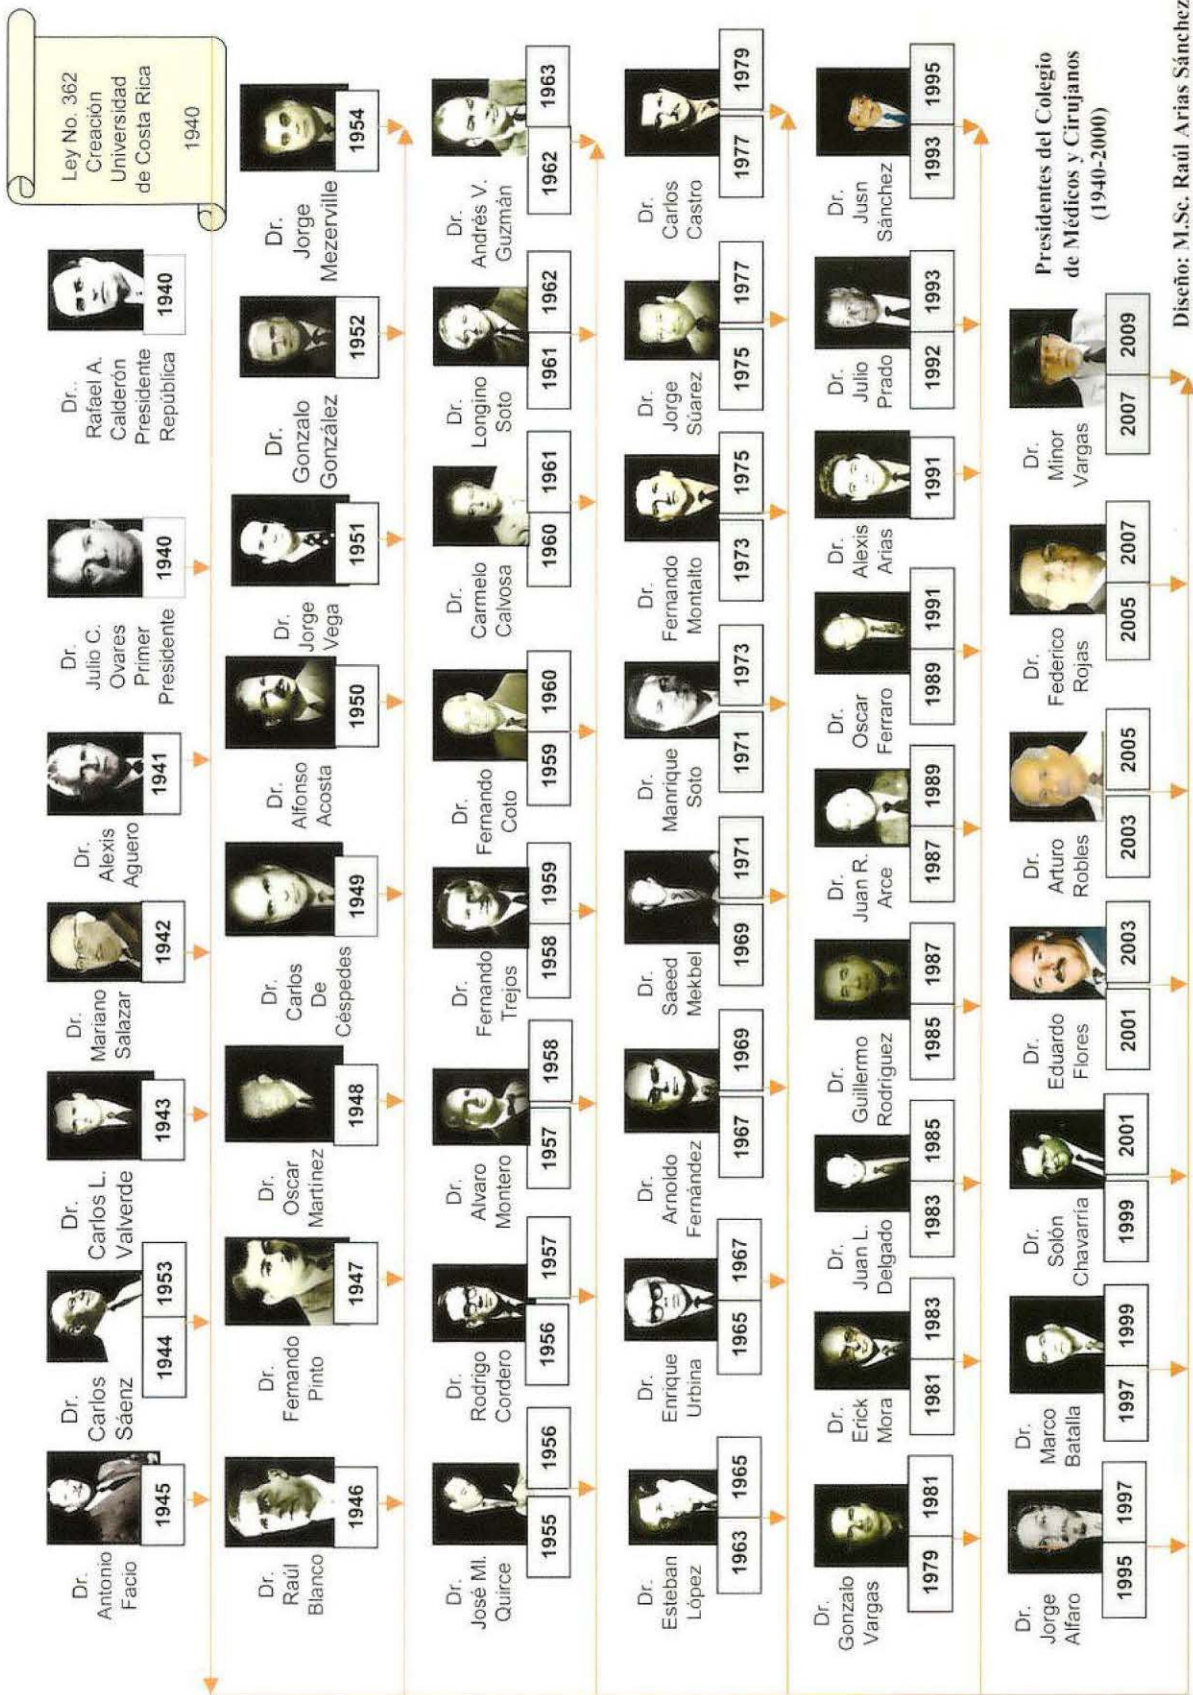 Dr.
Antonio
Facio
1945
Dr.
Carlos
Sáenz
1944 1953
Dr.
Carlos L.
Valverde
1943
Dr.
Mariano
Salazar
1942
Dr.
Alexis
Aguero
1941
Dr.
Julio C.
Ovares
Primer
Presidente
1940
Dr..
Rafael A.
Calderón
Presidente
República
1940
Ley No. 362
Creación
Universidad
de Costa Rica
1940
Dr.
Raúl
Blanco
1946
Dr.
Fernando
Pinto
1947
Dr.
Oscar
Martínez
1948
Dr.
Carlos
De
Céspedes
1949
Dr.
Alfonso
Acosta
1950
Dr.
Jorge
Vega
1951
Dr.
Gonzalo
González
1952
Dr.
Jorge
Mezerville
1954
Dr.
José Ml.
Quirce
1955 1956
Dr.
Rodrigo
Cordero
1956 1957
Dr.
Alvaro
Montero
1957 1958
Dr.
Fernando
Trejos
1958 1959
Dr.
Fernando
Coto
1959 1960
Dr.
Carmelo
Calvosa
1960 1961
Dr.
Longino
Soto
1961 1962
Dr.
Andrés V.
Guzmán
1962 1963
Dr.
Esteban
López
1963 1965
Dr.
Enrique
Urbina
1965 1967
Dr.
Arnoldo
Fernández
1967 1969
Dr.
Saeed
Mekbel
1969 1971
Dr.
Manrique
Soto
1971 1973
Dr.
Fernando
Montalto
1973 1975
Dr.
Jorge
Súarez
1975 1977
Dr.
Carlos
Castro
1977 1979
Dr.
Gonzalo
Vargas
1979 1981
Dr.
Erick
Mora
1981 1983
Dr.
Juan L.
Delgado
1983 1985
Dr.
Guillermo
Rodríguez
1985 1987
Dr.
Juan R.
Arce
1987 1989
Dr.
Oscar
Ferraro
1989 1991
Dr.
Alexis
Arias
1991
Dr.
Julio
Prado
1992 1993
Dr.
Jusn
Sánchez
1993 1995
Dr.
Jorge
Alfaro
1995 1997
Dr.
Marco
Batalla
1997 1999
Dr.
Solón
Chavarría
1999 2001
Dr.
Eduardo
Flores
2001 2003
Dr.
Arturo
Robles
2003 2005
Dr.
Federico
Rojas
2005 2007
Dr.
Minor
Vargas
2007 2009
Presidentes del Colegio
de Médicos y Cirujanos
(1940-2000)
Diseño: M.Sc. Raúl Arias Sánchez